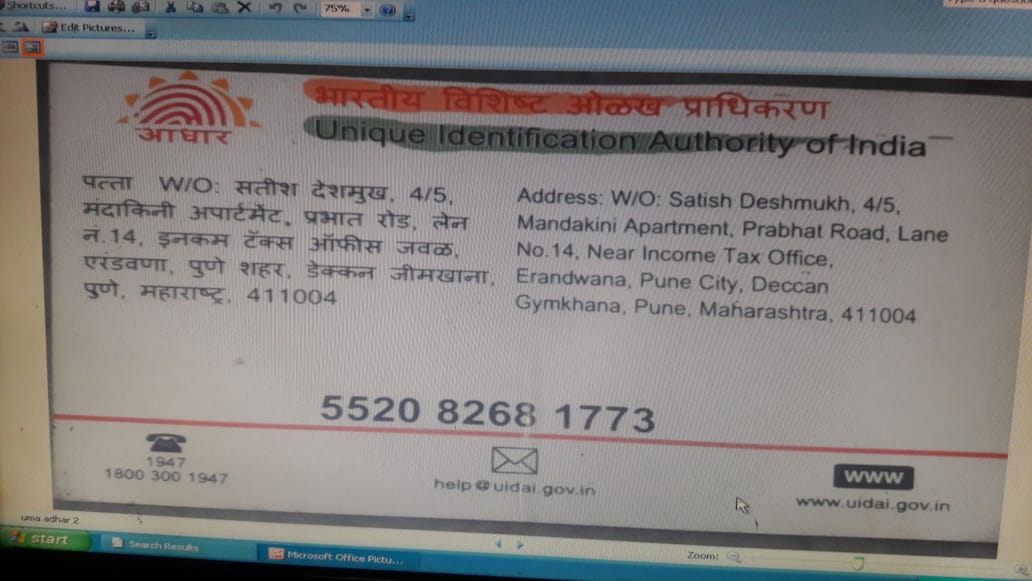 Shortcuts...
75%
Edit Pictures...
आधार
भारतीय विशिष्ट ओळख प्राधिकरण
Unique Identification Authority of India
पत्ता W/O: सतीश देशमुख, 4/5,
मंदाकिनी अपार्टमेंट, प्रभात रोड, लेन
न.14, इनकम टॅक्स ऑफीस जवळ,
एरंडवणा, पुणे शहर, डेक्कन जीमखाना,
पुणे, महाराष्ट्र, 411004
Address: W/O: Satish Deshmukh, 4/5,
Mandakini Apartment, Prabhat Road, Lane
No.14, Near Income Tax Office,
Erandwana, Pune City, Deccan
Gymkhana, Pune, Maharashtra, 411004
5520 8268 1773
1947
1800 300 1947
help@uidai.gov.in
www
www.uidai.gov.in
uma adhar 2
Zoom:
start
Search Results
Microsoft Office Pictu...